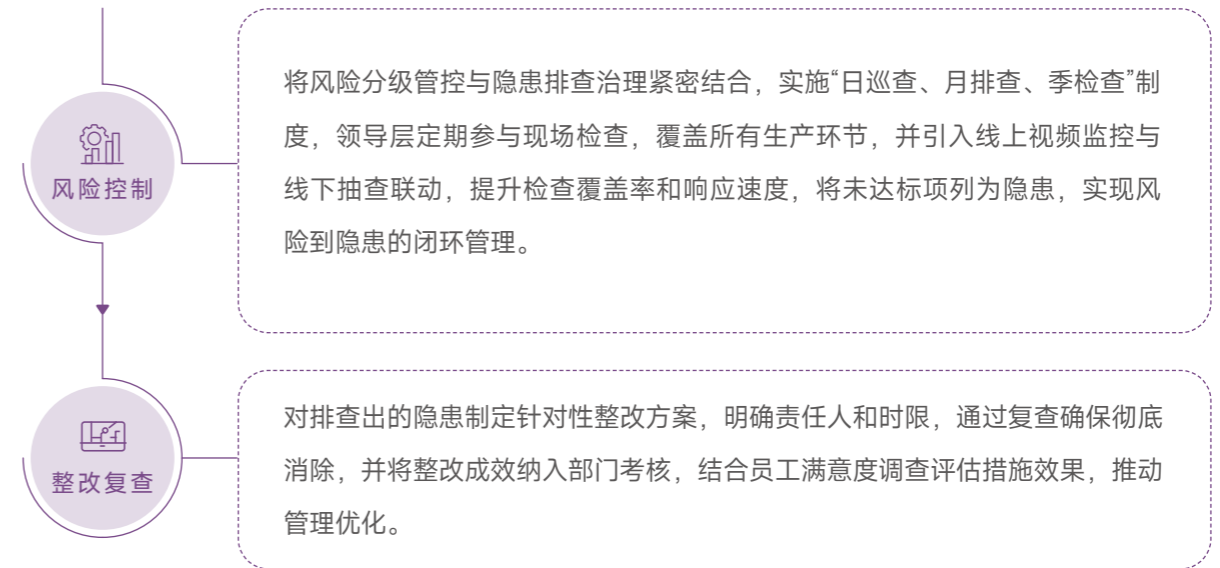 风险控制
将风险分级管控与隐患排查治理紧密结合，实施“日巡查、月排查、季检查”制
度，领导层定期参与现场检查，覆盖所有生产环节，并引入线上视频监控与
线下抽查联动，提升检查覆盖率和响应速度，将未达标项列为隐患，实现风
险到隐患的闭环管理。
整改复查
对排查出的隐患制定针对性整改方案，明确责任人和时限，通过复查确保彻底
消除，并将整改成效纳入部门考核，结合员工满意度调查评估措施效果，推动
管理优化。